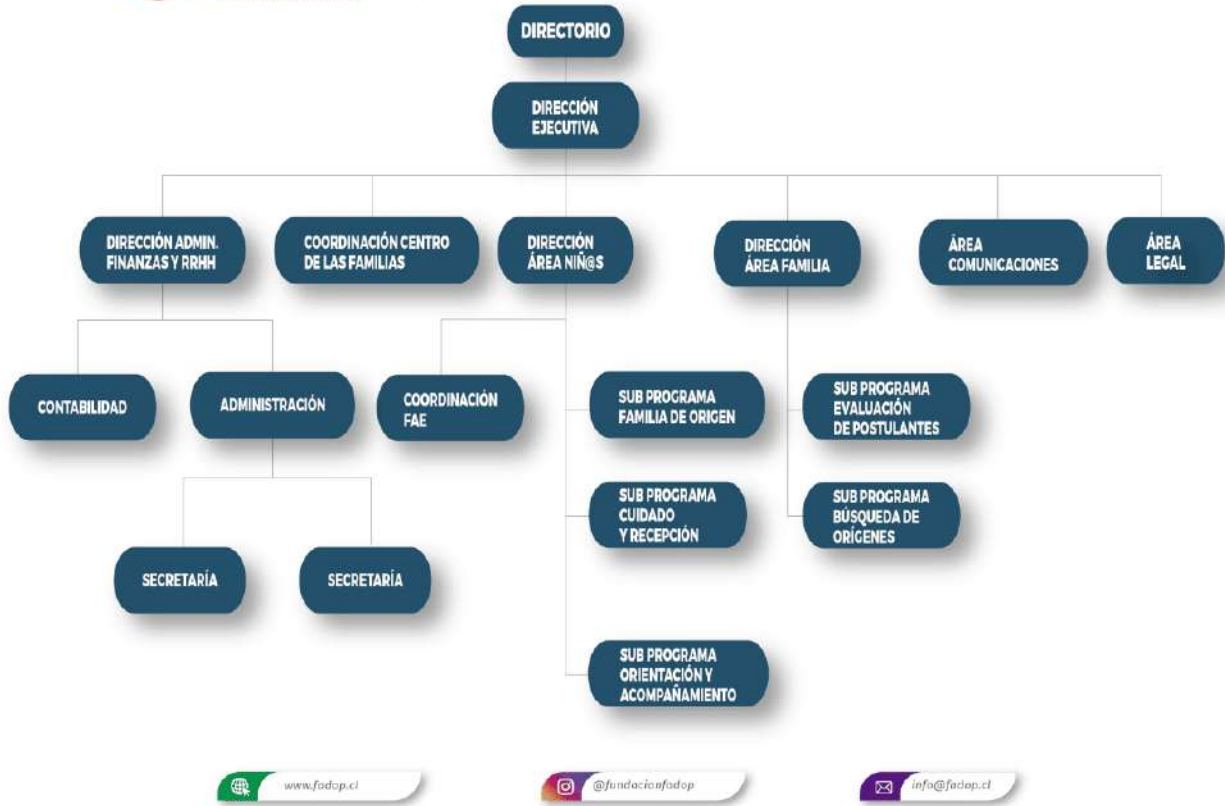 DIRECTORIO
DIRECCIÓN
EJECUTIVA
DIRECCIÓN ADMIN.
FINANZAS Y RRHH
COORDINACIÓN CENTRO
DE LAS FAMILIAS
DIRECCIÓN
ÁREA NIÑ@S
DIRECCIÓN
ÁREA FAMILIA
ÁREA
COMUNICACIONES
ÁREA
LEGAL
CONTABILIDAD
ADMINISTRACIÓN
COORDINACIÓN
FAE
SUB PROGRAMA
FAMILIA DE ORIGEN
SUB PROGRAMA
EVALUACIÓN
DE POSTULANTES
SUB PROGRAMA
CUIDADO
Y RECEPCIÓN
SUB PROGRAMA
BÚSQUEDA DE
ORÍGENES
SECRETARÍA
SECRETARÍA
SUB PROGRAMA
ORIENTACIÓN Y
ACOMPAÑAMIENTO
www.fadop.cl
@fundacionfadop
info@fadop.cl